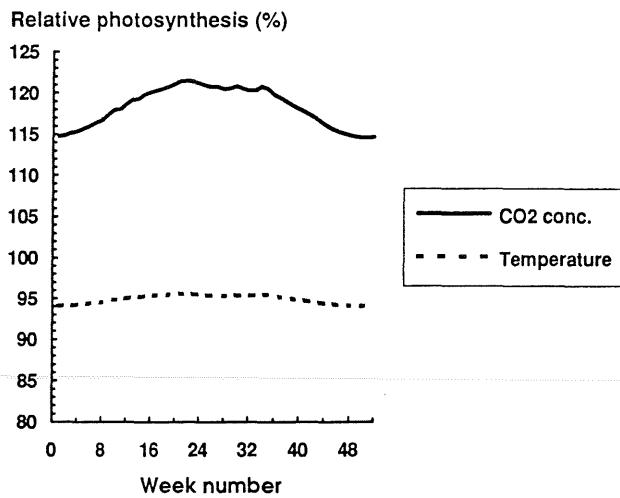 Relative photosynthesis (%)
125
120
115
110
105
100
95
90
85
80
0 8 16 24 32 40 48
Week number
CO2 conc.
Temperature